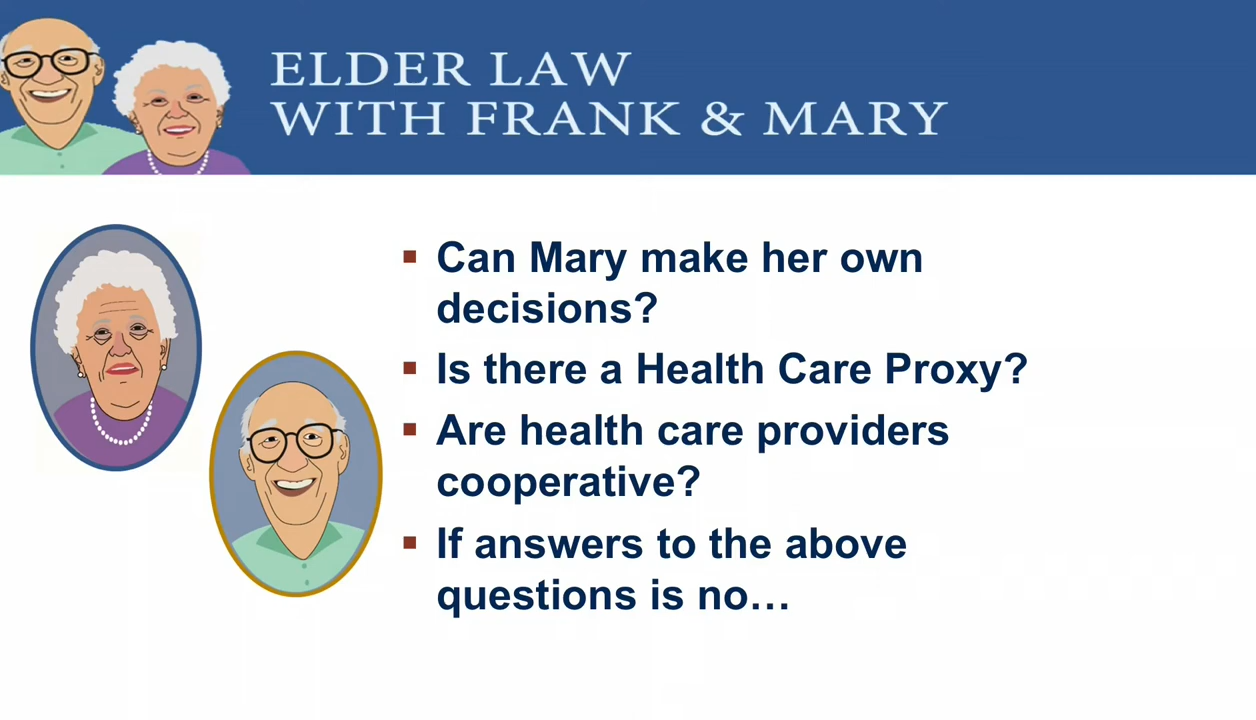 ELDER LAW
WITH FRANK & MARY
Can Mary make her own
decisions?
Is there a Health Care Proxy?
Are health care providers
cooperative?
If answers to the above
questions is no…